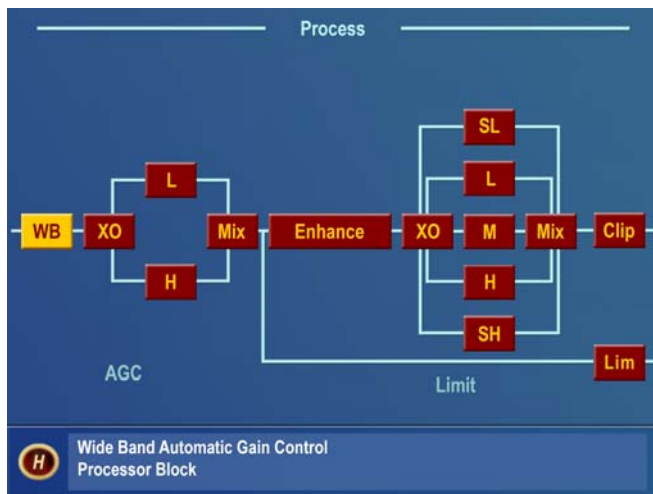 Process
SL
L
L
WB
XO
Mix
Enhance
XO
M
Mix
Clip
H
H
SH
Lim
AGC
Limit
H
Wide Band Automatic Gain Control
Processor Block